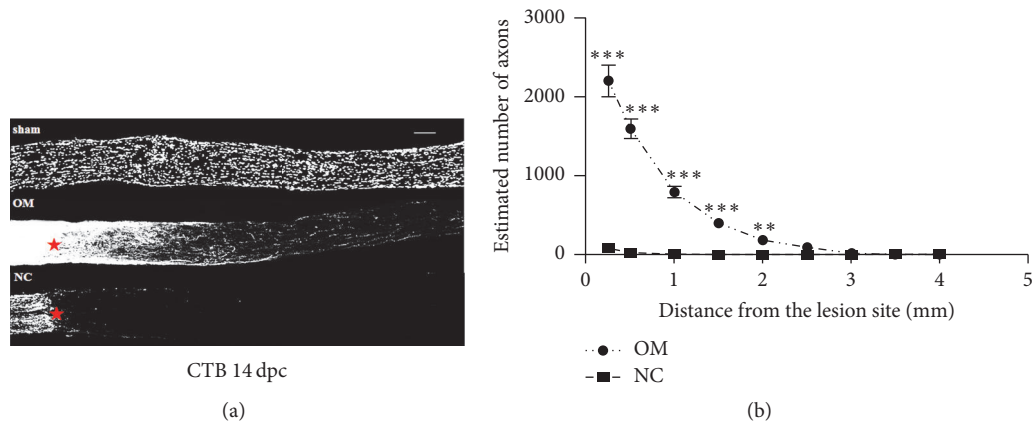 sham
OM
NC
CTB 14 dpc
(a)
3000
2000
1000
0
Estimated number of axons
***
***
***
***
**
0
1
2
3
4
5
Distance from the lesion site (mm)
OM
NC
(b)